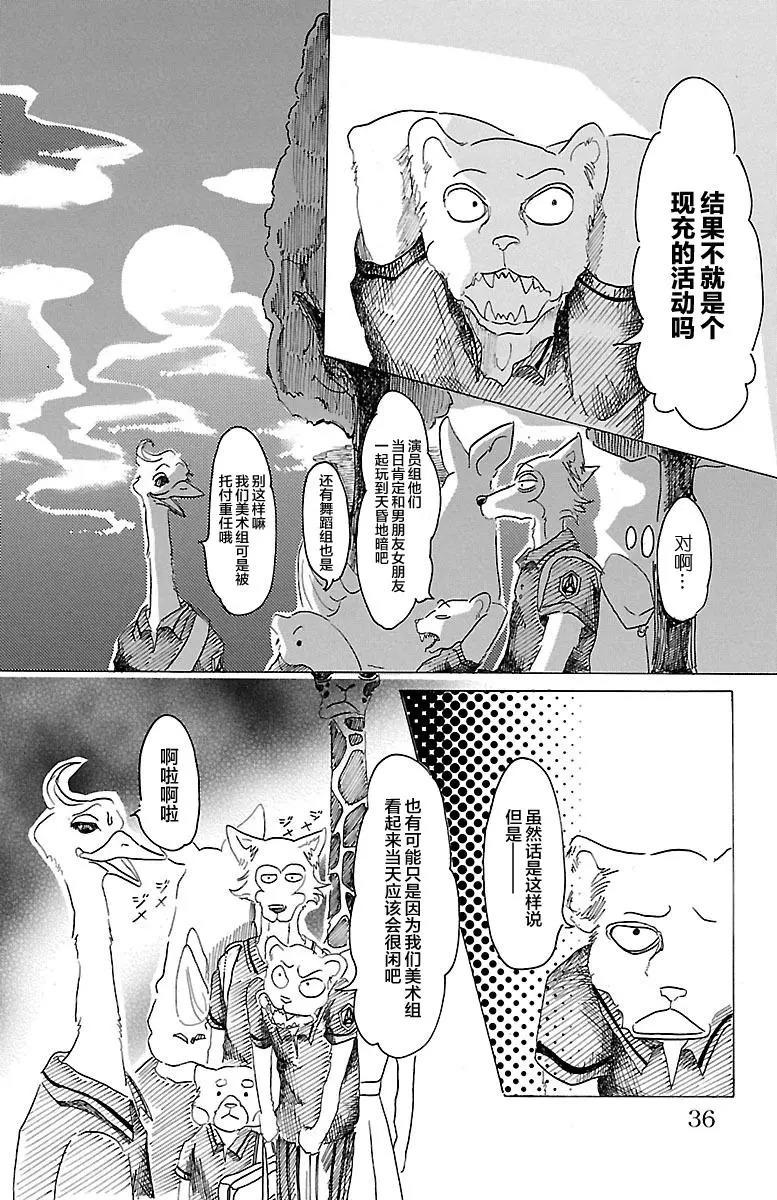 结果不就是个
现充的活动吗
对啊…
演员组他们
当日肯定和男朋友女朋友
一起玩到天昏地暗吧
还有舞蹈组也是
别这样嘛
我们美术组可是被
托付重任哦
虽然话是这样说
但是——
也有可能只是因为我们美术组
看起来当天应该会很闲吧
啊啦啊啦
ズズ
ズズ
36